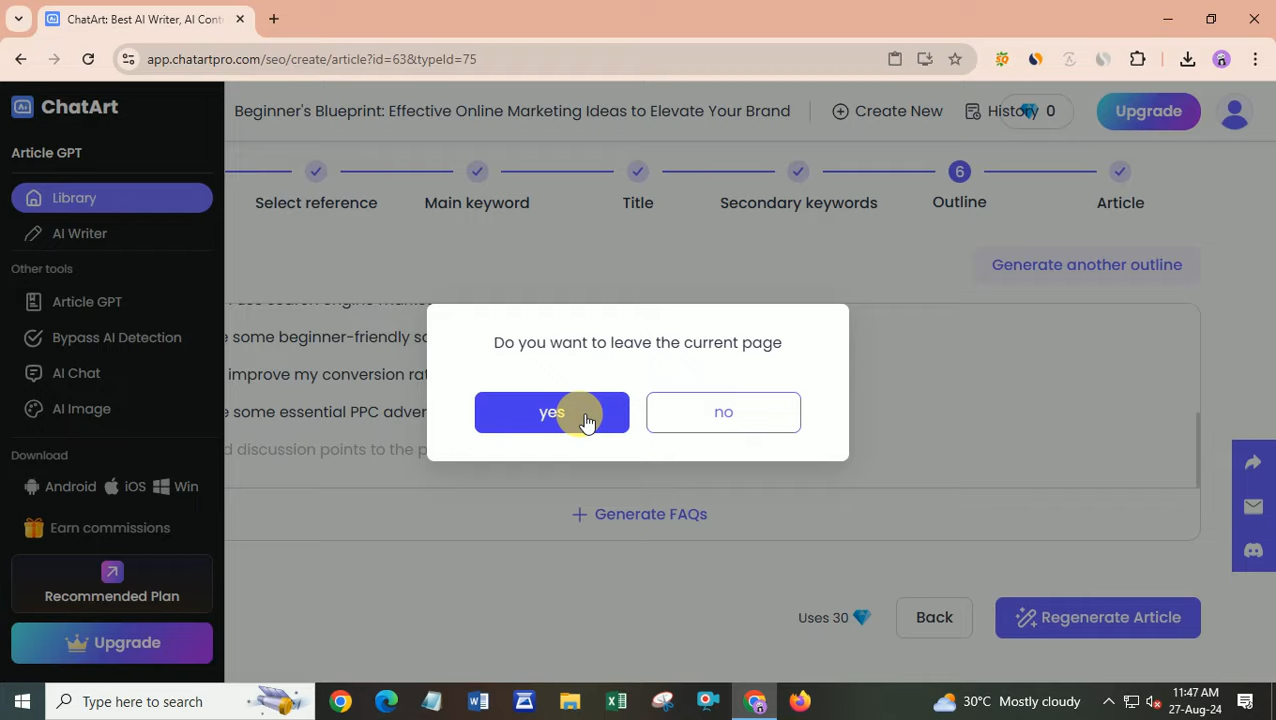 ChatArt: Best AI Writer, AI Cont
app.chatartpro.com/seo/create/article?id=63&typeId=75
ChatArt
Beginner's Blueprint: Effective Online Marketing Ideas to Elevate Your Brand
Create New
History
0
Upgrade
Article GPT
Library
AI Writer
Other tools
Article GPT
Bypass AI Detection
AI Chat
AI Image
Download
Android
iOS
Win
Earn commissions
Recommended Plan
Upgrade
Select reference
Main keyword
Title
Secondary keywords
6
Outline
Article
Generate another outline
e some beginner-friendly s
improve my conversion rat
e some essential PPC adver
d discussion points to the p
Do you want to leave the current page
yes
no
Generate FAQs
Uses 30
Back
Regenerate Article
Type here to search
30°C Mostly cloudy
11:47 AM
27-Aug-24